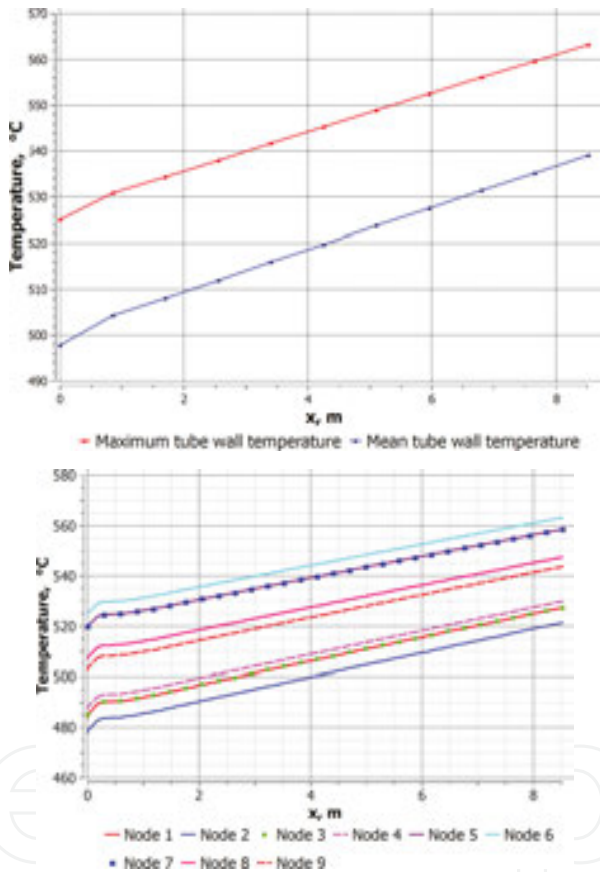 570
560
550
540
530
520
510
500
490
Temperature, °C
0 2 4 6 8
x, m
Maximum tube wall temperature Mean tube wall temperature
580
560
540
520
500
480
460
Temperature, °C
0 2 4 6 8
x, m
Node 1 Node 2 Node 3 Node 4 Node 5 Node 6
Node 7 Node 8 Node 9